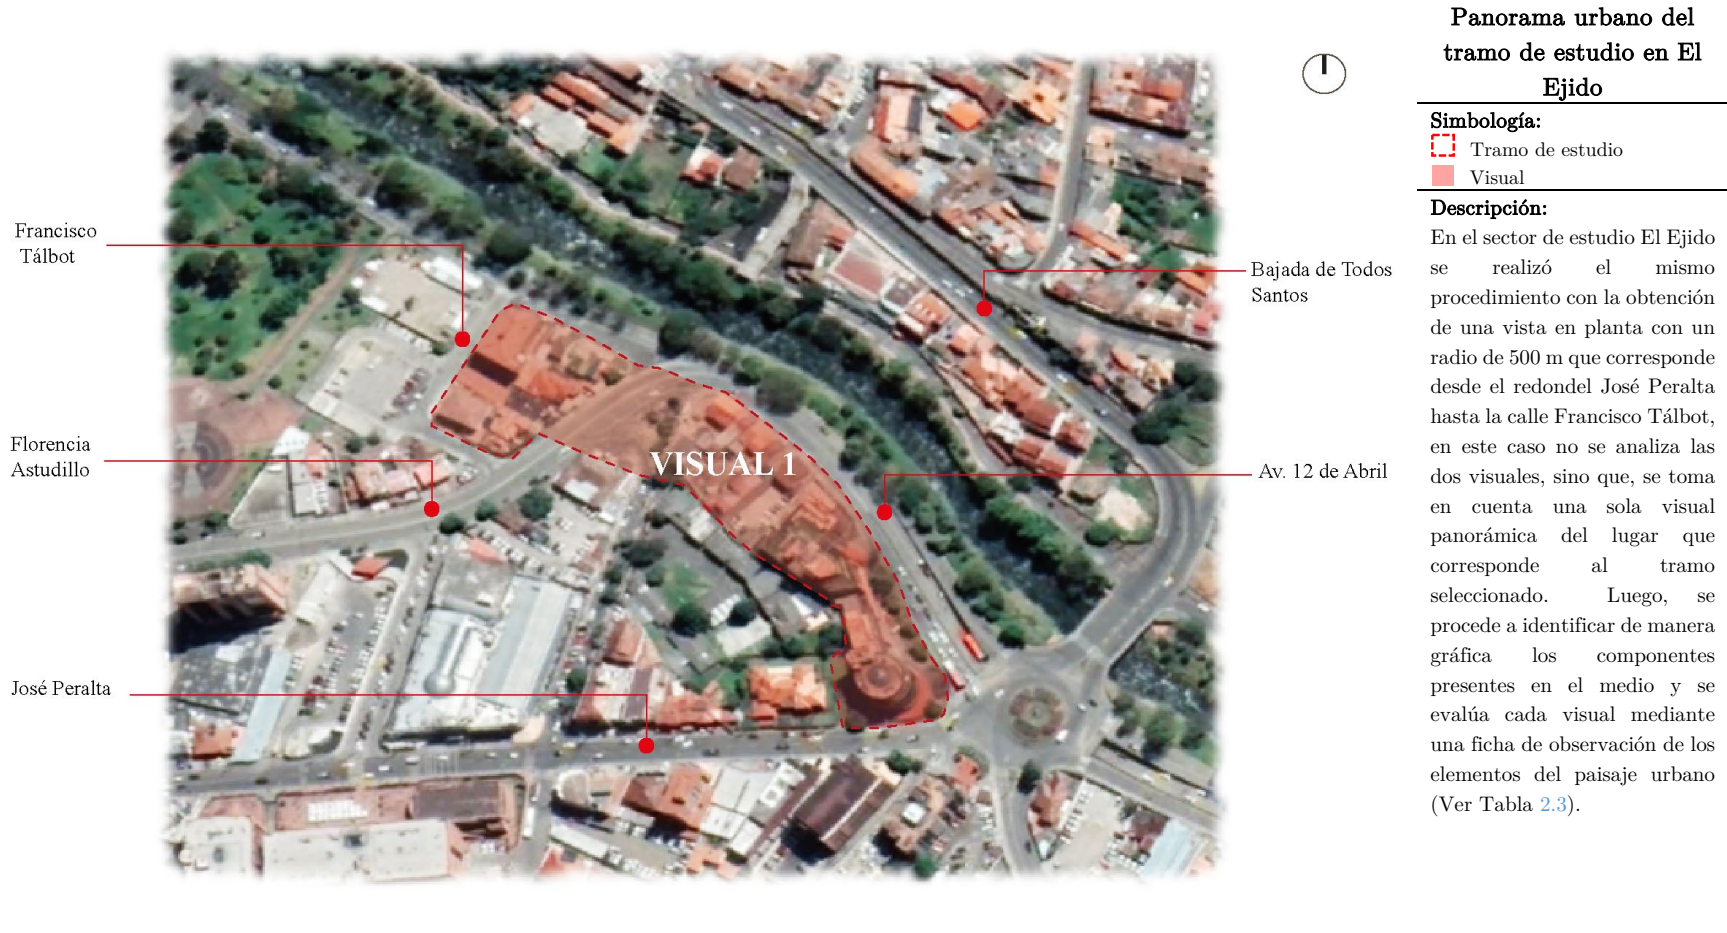 Panorama urbano del
tramo de estudio en El
Ejido
Simbología:
Tramo de estudio
Visual
Descripción:
En el sector de estudio El Ejido
se realizó el mismo
procedimiento con la obtención
de una vista en planta con un
radio de 500 m que corresponde
desde el redondel José Peralta
hasta la calle Francisco Tálbot,
en este caso no se analiza las
dos visuales, sino que, se toma
en cuenta una sola visual
panorámica del lugar que
corresponde al tramo
seleccionado. Luego, se
procede a identificar de manera
gráfica los componentes
presentes en el medio y se
evalúa cada visual mediante
una ficha de observación de los
elementos del paisaje urbano
(Ver Tabla 2.3).
Francisco
Tálbot
Florencia
Astudillo
José Peralta
VISUAL 1
Bajada de Todos
Santos
Av. 12 de Abril